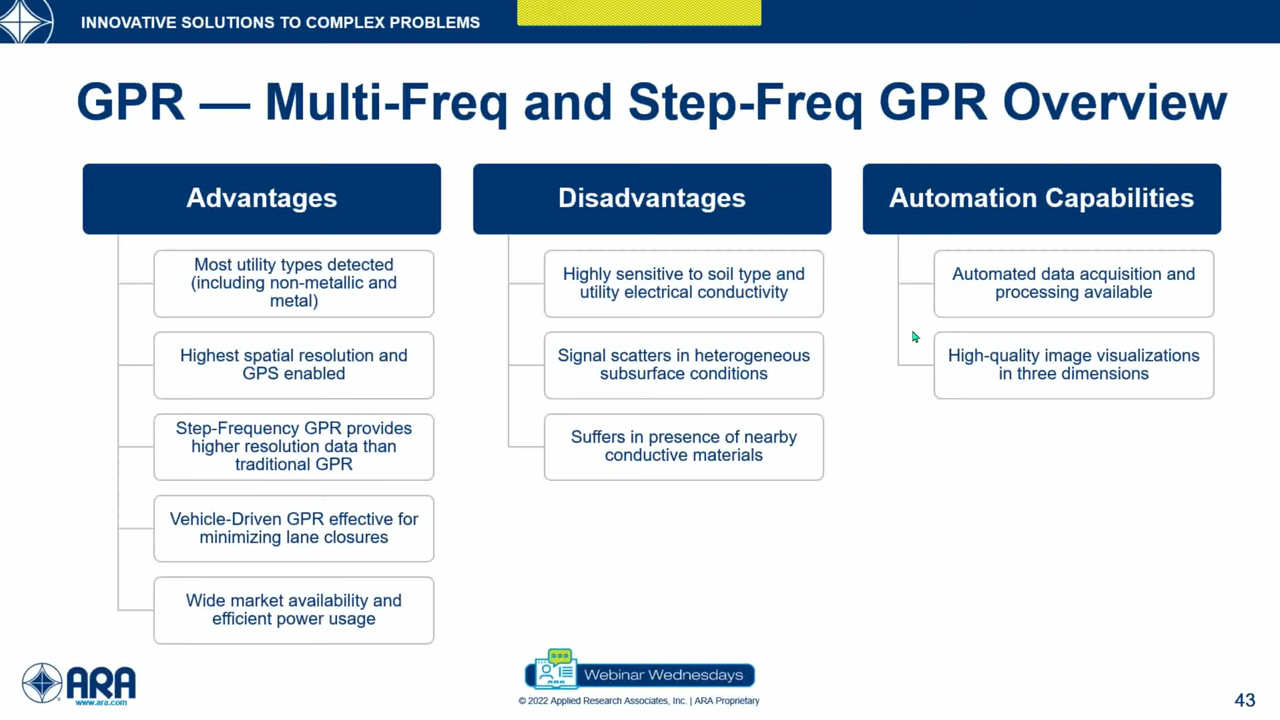 INNOVATIVE SOLUTIONS TO COMPLEX PROBLEMS
GPR — Multi-Freq and Step-Freq GPR Overview
Advantages
Most utility types detected
(including non-metallic and
metal)
Highest spatial resolution and
GPS enabled
Step-Frequency GPR provides
higher resolution data than
traditional GPR
Vehicle-Driven GPR effective for
minimizing lane closures
Wide market availability and
efficient power usage
Disadvantages
Highly sensitive to soil type and
utility electrical conductivity
Signal scatters in heterogeneous
subsurface conditions
Suffers in presence of nearby
conductive materials
Automation Capabilities
Automated data acquisition and
processing available
High-quality image visualizations
in three dimensions
ARA
www.ara.com
Webinar Wednesdays
© 2022 Applied Research Associates, Inc. | ARA Proprietary
43